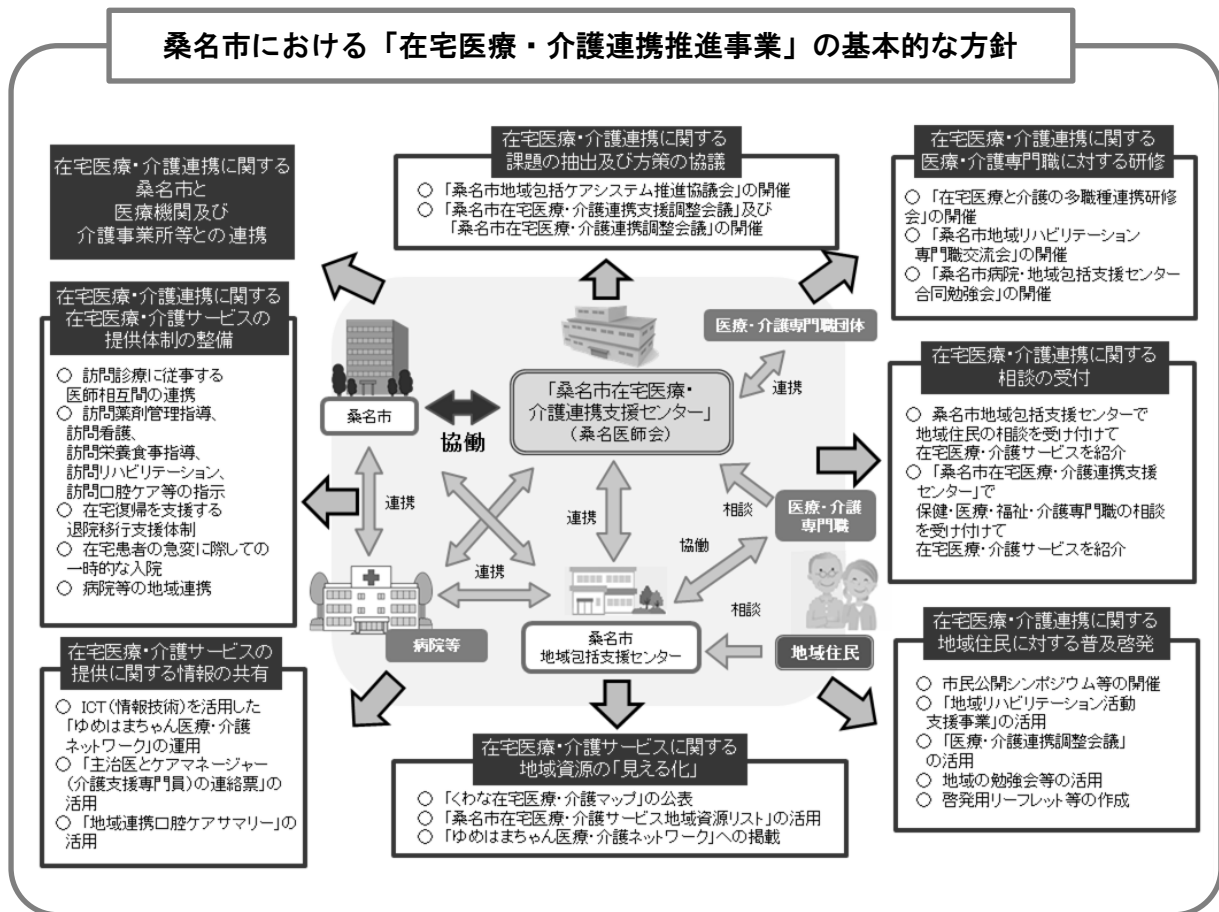 桑名市における「在宅医療・介護連携推進事業」の基本的な方針
在宅医療・介護連携に関する
桑名市と
医療機関及び
介護事業所等との連携
在宅医療・介護連携に関する
課題の抽出及び方策の協議
○ 「桑名市地域包括ケアシステム推進協議会」の開催
○ 「桑名市在宅医療・介護連携支援調整会議」及び
「桑名市在宅医療・介護連携調整会議」の開催
在宅医療・介護連携に関する
医療・介護専門職に対する研修
○ 「在宅医療と介護の多職種連携研修
会」の開催
○ 「桑名市地域リハビリテーション
専門職交流会」の開催
○ 「桑名市病院・地域包括支援センター
合同勉強会」の開催
在宅医療・介護連携に関する
在宅医療・介護サービスの
提供体制の整備
○ 訪問診療に従事する
医師相互間の連携
○ 訪問薬剤管理指導、
訪問看護、
訪問栄養食事指導、
訪問リハビリテーション、
訪問口腔ケア等の指示
○ 在宅復帰を支援する
退院移行支援体制
○ 在宅患者の急変に際しての
一時的な入院
○ 病院等の地域連携
桑名市
協働
「桑名市在宅医療・
介護連携支援センター」
(桑名医師会)
医療・介護専門職団体
連携
連携
連携
連携
相談
医療・介護
専門職
協働
相談
病院等
桑名市
地域包括支援センター
地域住民
在宅医療・介護連携に関する
相談の受付
○ 桑名市地域包括支援センターで
地域住民の相談を受け付けて
在宅医療・介護サービスを紹介
○ 「桑名市在宅医療・介護連携支援
センター」で
保健・医療・福祉・介護専門職の相談
を受け付けて
在宅医療・介護サービスを紹介
在宅医療・介護サービスの
提供に関する情報の共有
○ ICT(情報技術)を活用した
「ゆめはまちゃん医療・介護
ネットワーク」の運用
○ 「主治医とケアマネージャー
(介護支援専門員)の連絡票」の
活用
○ 「地域連携口腔ケアサマリー」の
活用
在宅医療・介護サービスに関する
地域資源の「見える化」
○ 「くわな在宅医療・介護マップ」の公表
○ 「桑名市在宅医療・介護サービス地域資源リスト」の活用
○ 「ゆめはまちゃん医療・介護ネットワーク」への掲載
在宅医療・介護連携に関する
地域住民に対する普及啓発
○ 市民公開シンポジウム等の開催
○ 「地域リハビリテーション活動
支援事業」の活用
○ 「医療・介護連携調整会議」
の活用
○ 地域の勉強会等の活用
○ 啓発用リーフレット等の作成